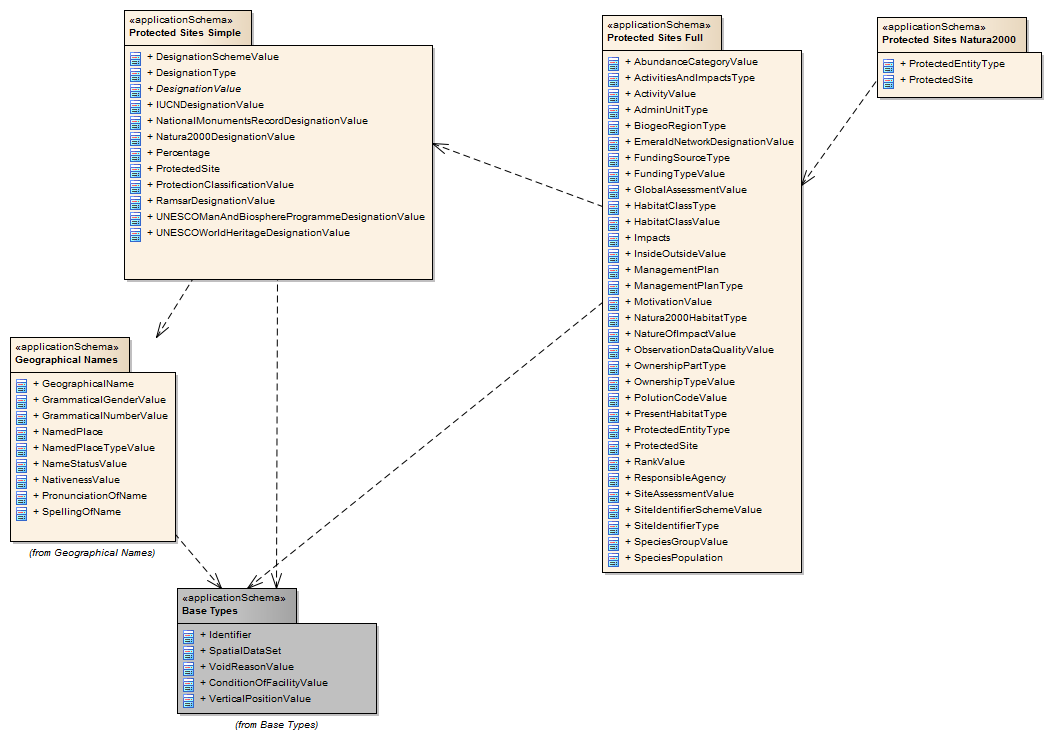 «applicationSchema»
Protected Sites Simple
+ DesignationSchemeValue
+ DesignationType
+ DesignationValue
+ IUCNDesignationValue
+ NationalMonumentsRecordDesignationValue
+ Natura2000DesignationValue
+ Percentage
+ ProtectedSite
+ ProtectionClassificationValue
+ RamsarDesignationValue
+ UNESCOManAndBiosphereProgrammeDesignationValue
+ UNESCOWorldHeritageDesignationValue
«applicationSchema»
Protected Sites Full
+ AbundanceCategoryValue
+ ActivitiesAndImpactsType
+ ActivityValue
+ AdminUnitType
+ BiogeoRegionType
+ EmeraldNetworkDesignationValue
+ FundingSourceType
+ FundingTypeValue
+ GlobalAssessmentValue
+ HabitatClassType
+ HabitatClassValue
+ Impacts
+ InsideOutsideValue
+ ManagementPlan
+ ManagementPlanType
+ MotivationValue
+ Natura2000HabitatType
+ NatureOfImpactValue
+ ObservationDataQualityValue
+ OwnershipPartType
+ OwnershipTypeValue
+ PolutionCodeValue
+ PresentHabitatType
+ ProtectedEntityType
+ ProtectedSite
+ RankValue
+ ResponsibleAgency
+ SiteAssessmentValue
+ SiteIdentifierSchemeValue
+ SiteIdentifierType
+ SpeciesGroupValue
+ SpeciesPopulation
«applicationSchema»
Protected Sites Natura2000
+ ProtectedEntityType
+ ProtectedSite
«applicationSchema»
Geographical Names
+ GeographicalName
+ GrammaticalGenderValue
+ GrammaticalNumberValue
+ NamedPlace
+ NamedPlaceTypeValue
+ NameStatusValue
+ NativenessValue
+ PronunciationOfName
+ SpellingOfName
(from Geographical Names)
«applicationSchema»
Base Types
+ Identifier
+ SpatialDataSet
+ VoidReasonValue
+ ConditionOfFacilityValue
+ VerticalPositionValue
(from Base Types)